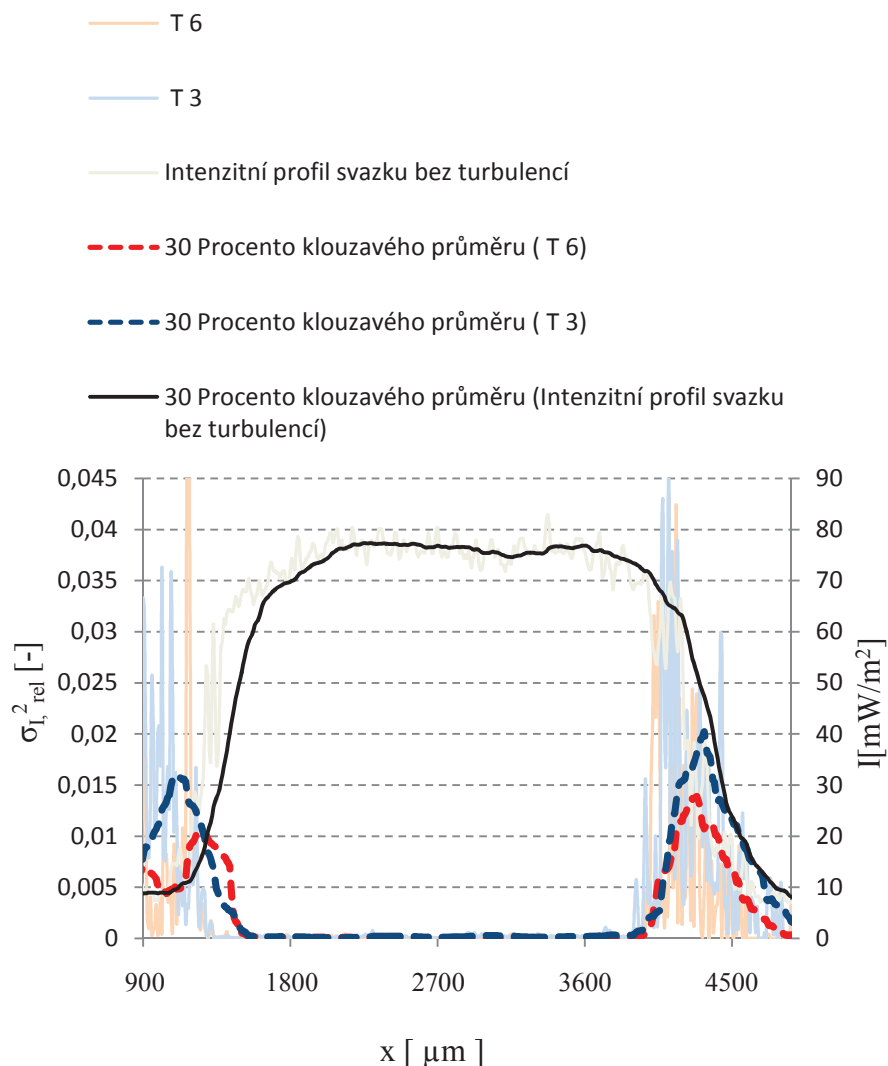 T 6
T 3
Intenzitní profil svazku bez turbulencí
30 Procento klouzavého průměru ( T 6)
30 Procento klouzavého průměru ( T 3)
30 Procento klouzavého průměru (Intenzitní profil svazku
bez turbulencí)
0,045
0,04
0,035
0,03
0,025
0,02
0,015
0,01
0,005
0
σI,²rel [-]
90
80
70
60
50
40
30
20
10
0
I[mW/m²]
900 1800 2700 3600 4500
x [ µm ]